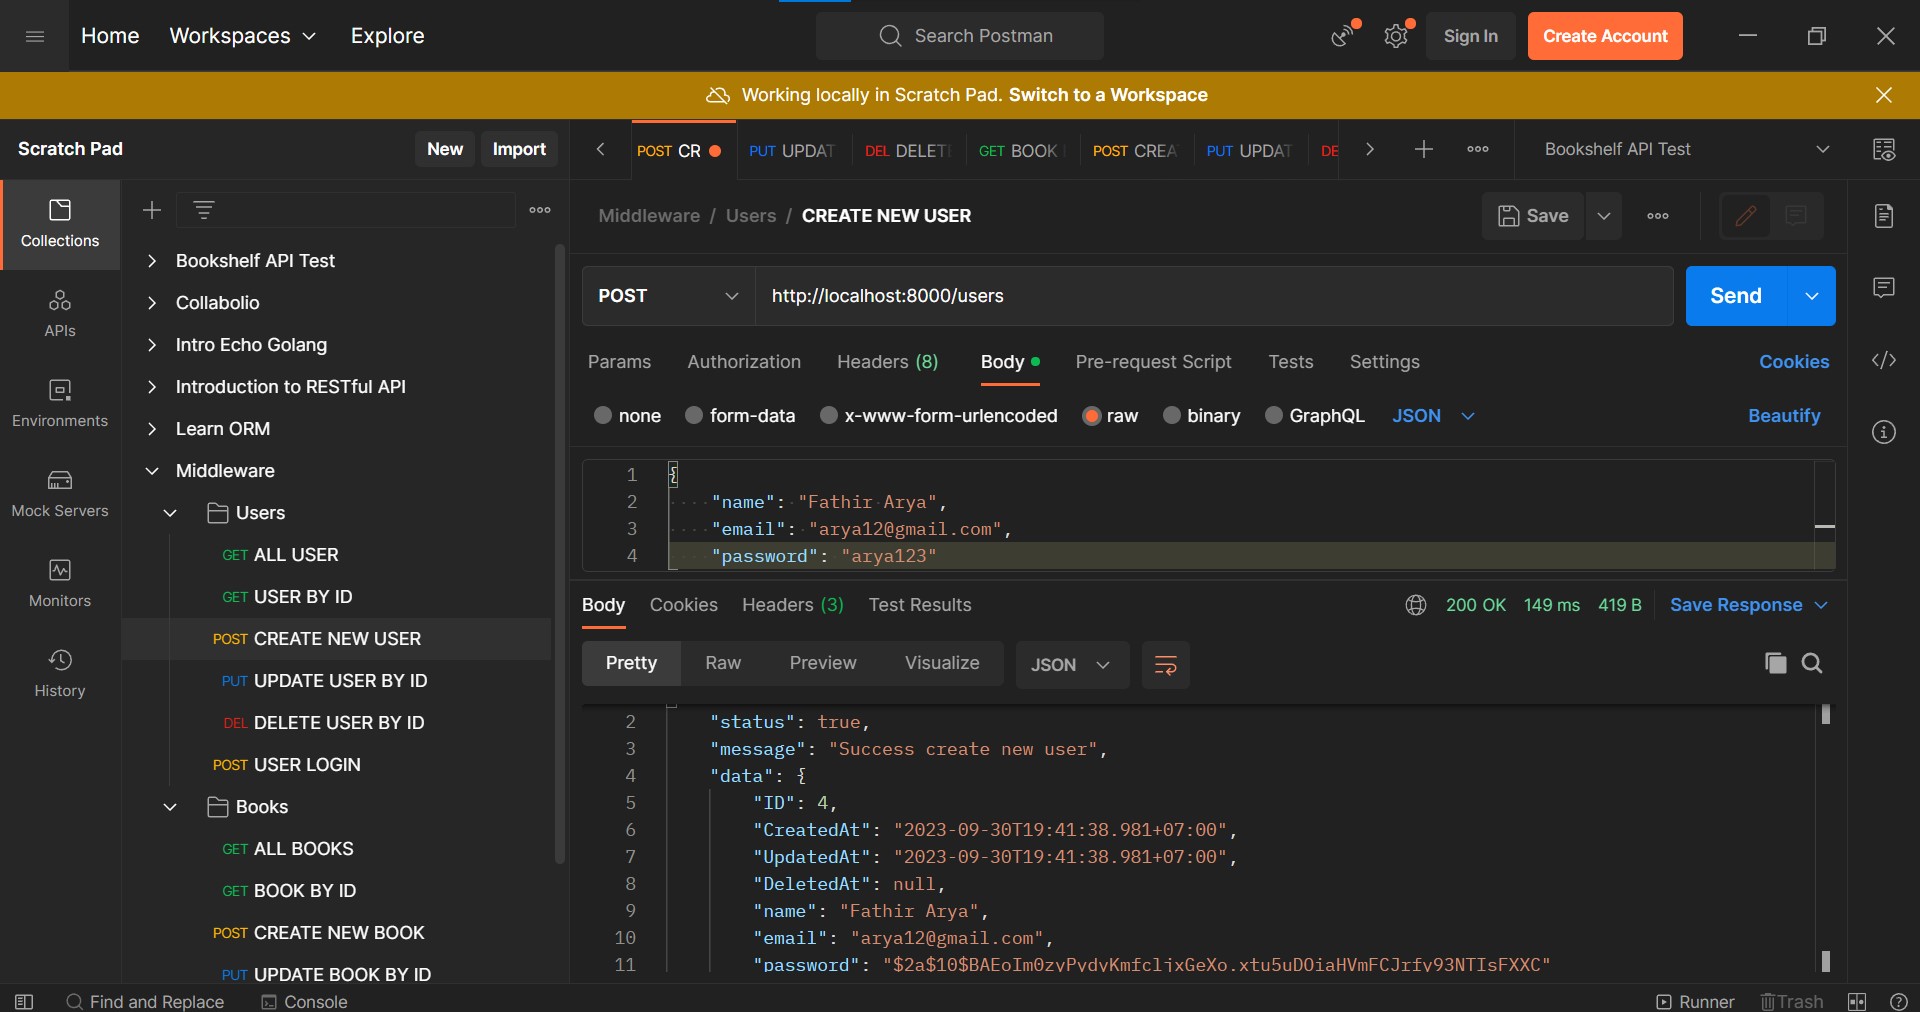 Home Workspaces Explore Search Postman Sign In Create Account
Working locally in Scratch Pad. Switch to a Workspace
Scratch Pad New Import
POST CR PUT UPDAT DEL DELET GET BOOK POST CREA PUT UPDAT DE Bookshelf API Test
Collections
APIs
Environments
Mock Servers
Monitors
History
Bookshelf API Test
Collabolio
Intro Echo Golang
Introduction to RESTful API
Learn ORM
Middleware
Users
GET ALL USER
GET USER BY ID
POST CREATE NEW USER
PUT UPDATE USER BY ID
DEL DELETE USER BY ID
POST USER LOGIN
Books
GET ALL BOOKS
GET BOOK BY ID
POST CREATE NEW BOOK
PUT UPDATE BOOK BY ID
Middleware / Users / CREATE NEW USER Save
POST http://localhost:8000/users Send
Params Authorization Headers (8) Body Pre-request Script Tests Settings Cookies
none form-data x-www-form-urlencoded raw binary GraphQL JSON Beautify
1 {
2 "name": "Fathir Arya",
3 "email": "arya12@gmail.com",
4 "password": "arya123"
Body Cookies Headers (3) Test Results 200 OK 149 ms 419 B Save Response
Pretty Raw Preview Visualize JSON
2 "status": true,
3 "message": "Success create new user",
4 "data": {
5 "ID": 4,
6 "CreatedAt": "2023-09-30T19:41:38.981+07:00",
7 "UpdatedAt": "2023-09-30T19:41:38.981+07:00",
8 "DeletedAt": null,
9 "name": "Fathir Arya",
10 "email": "arya12@gmail.com",
11 "password":
Find and Replace Console Runner Trash